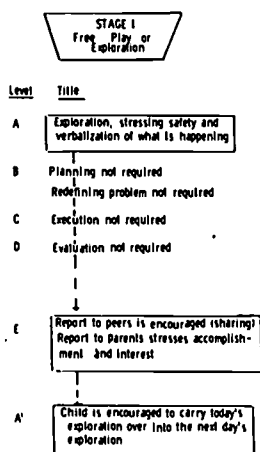 STAGE I
Free Play or
Exploration
Level Title
A Exploration, stressing safety and
verbalization of what is happening
B Planning not required
Redefining problem not required
C Execution not required
D Evaluation not required
E Report to peers is encouraged (sharing)
Report to parents stresses accomplish-
ment and interest
A' Child is encouraged to carry today's
exploration over into the next day's
exploration